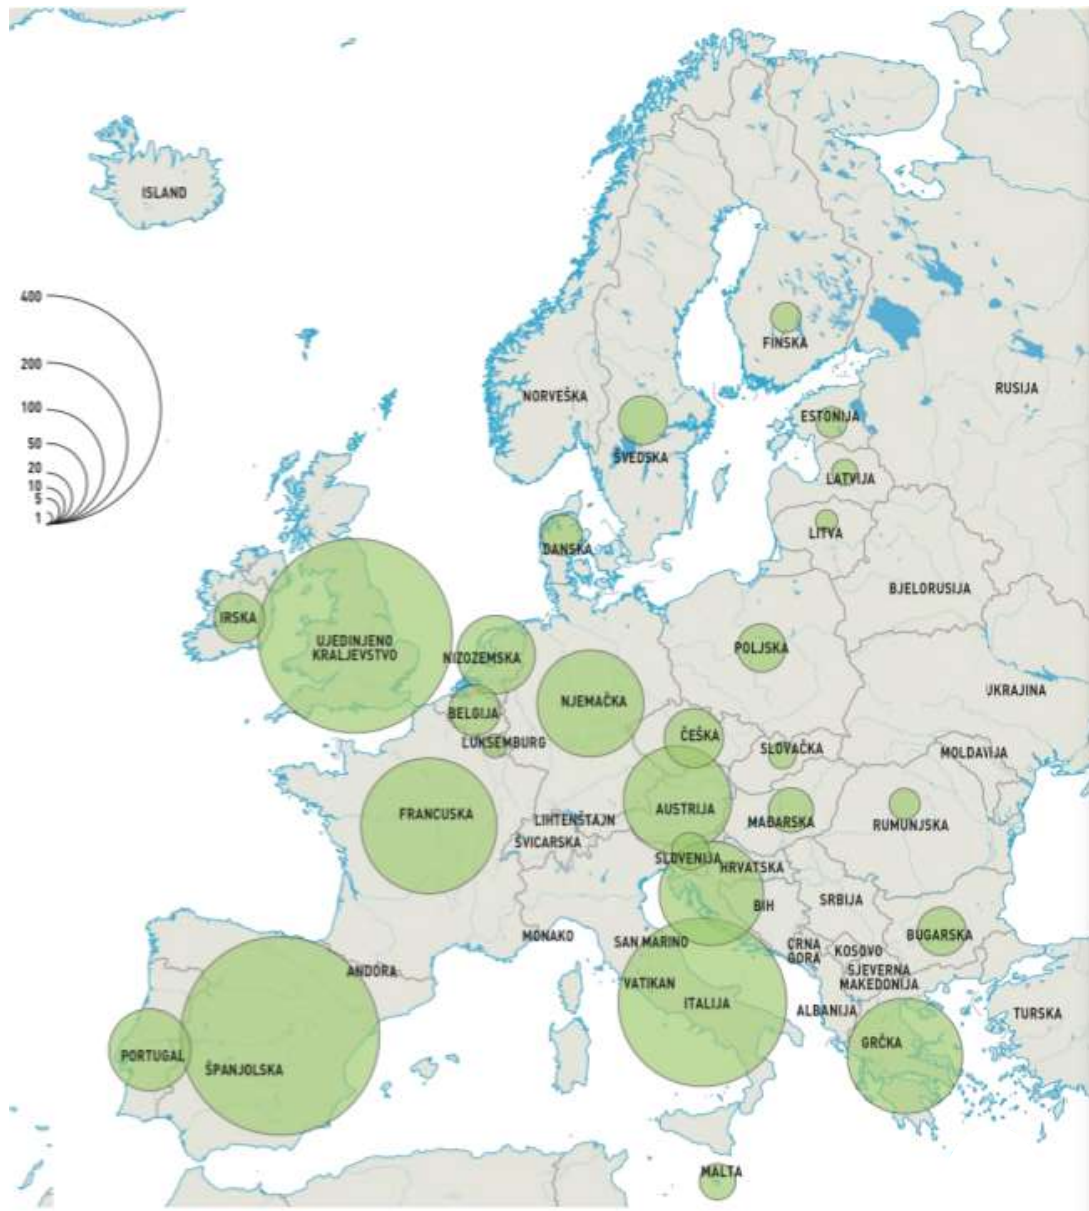 ISLAND
400
200
100
50
20
10
5
1
FINSKA
NORVEŠKA
RUSIJA
ESTONIJA
ŠVEDSKA
LATVIJA
LITVA
DANSKA
BJELORUSIJA
IRSKA
UJEDINJENO
KRALJEVSTVO
NIZOZEMSKA
POLJSKA
UKRAJINA
NJEMAČKA
BELGIJA
LUKSEMBURG
ČEŠKA
SLOVAČKA
MOLDAVIJA
FRANCUSKA
AUSTRIJA
LIHTENŠTAJN
MAĐARSKA
RUMUNJSKA
ŠVICARSKA
SLOVENIJA
HRVATSKA
SRBIJA
BIH
MONAKO
SAN MARINO
CRNA
GORA
KOSOVO
BUGARSKA
ANDORA
SJEVERNA
MAKEDONIJA
VATIKAN
ITALIJA
ALBANIJA
TURSKA
GRČKA
PORTUGAL
ŠPANJOLSKA
MALTA